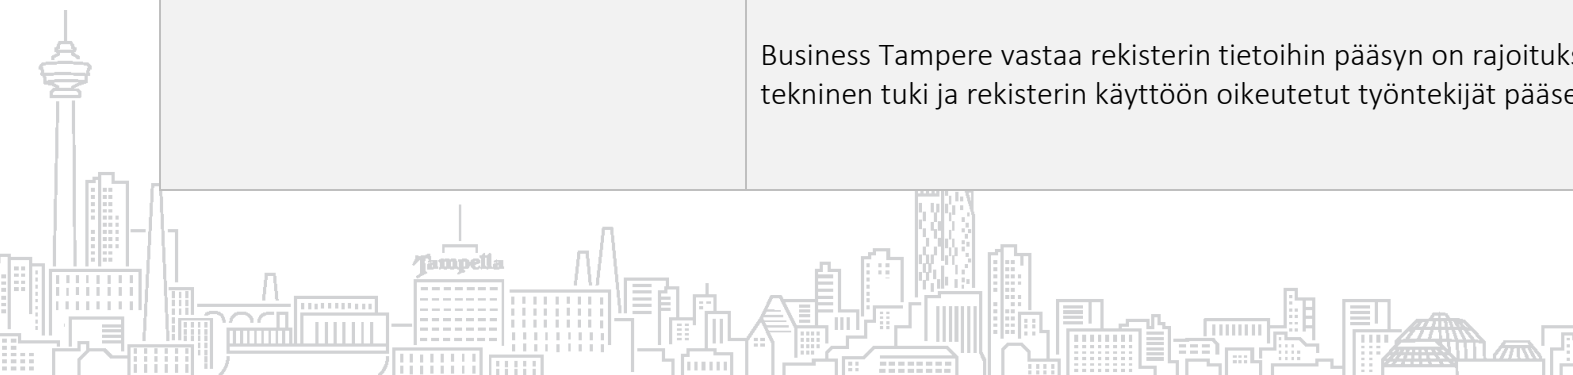 Business Tampere vastaa rekisterin tietoihin pääsyn on rajoituks
tekninen tuki ja rekisterin käyttöön oikeutetut työntekijät pääse
Tampella